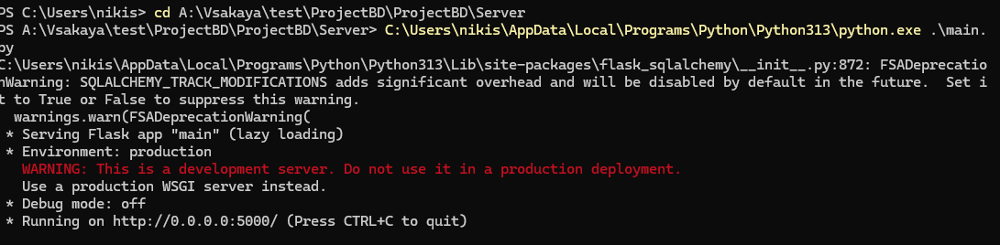 PS C:\Users\nikis> cd A:\Vsakaya\test\ProjectBD\ProjectBD\Server
PS A:\Vsakaya\test\ProjectBD\ProjectBD\Server> C:\Users\nikis\AppData\Local\Programs\Python\Python313\python.exe .\main.
py
C:\Users\nikis\AppData\Local\Programs\Python\Python313\Lib\site-packages\flask_sqlalchemy\__init__.py:872: FSADeprecatio
nWarning: SQLALCHEMY_TRACK_MODIFICATIONS adds significant overhead and will be disabled by default in the future.  Set i
t to True or False to suppress this warning.
  warnings.warn(FSADeprecationWarning(
 * Serving Flask app "main" (lazy loading)
 * Environment: production
   WARNING: This is a development server. Do not use it in a production deployment.
   Use a production WSGI server instead.
 * Debug mode: off
 * Running on http://0.0.0.0:5000/ (Press CTRL+C to quit)